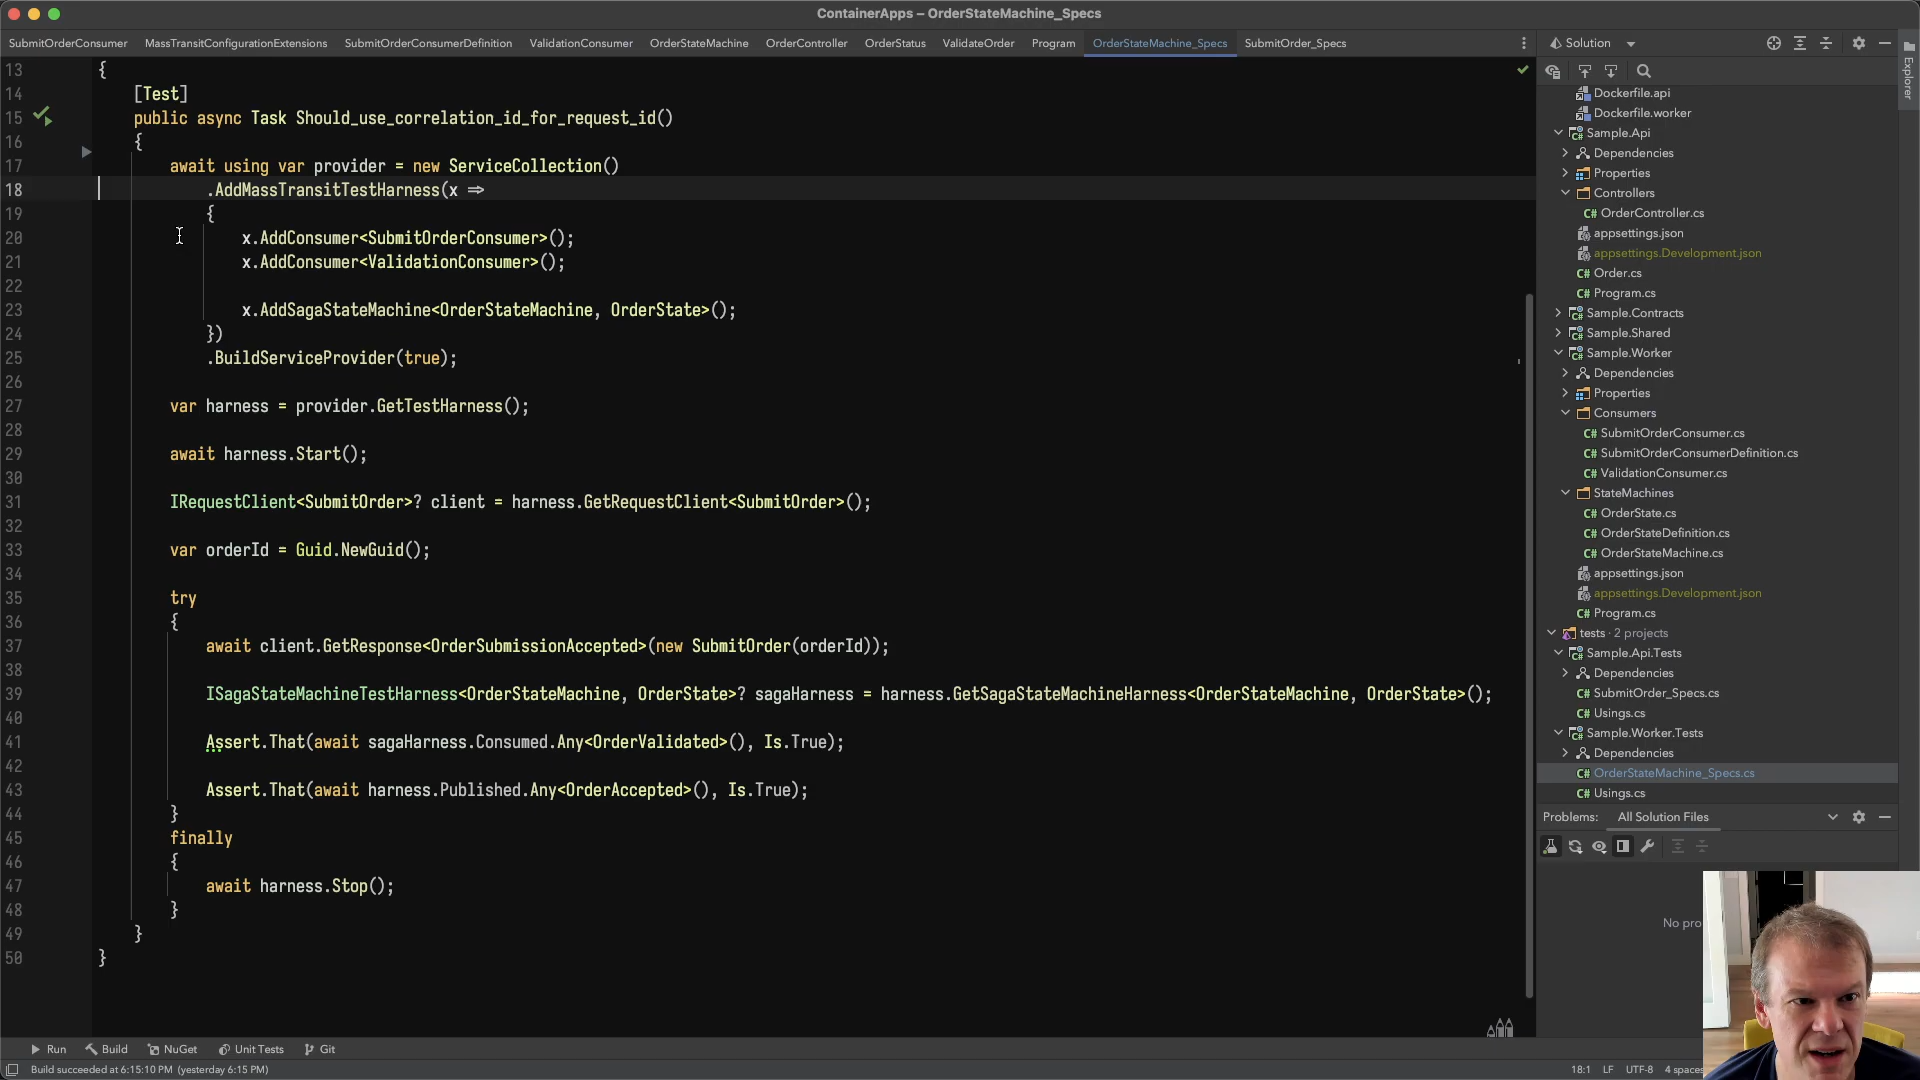 ContainerApps – OrderStateMachine_Specs
SubmitOrderConsumer MassTransitConfigurationExtensions SubmitOrderConsumerDefinition ValidationConsumer OrderStateMachine OrderController OrderStatus ValidateOrder Program OrderStateMachine_Specs SubmitOrder_Specs
13 {
14 [Test]
15 public async Task Should_use_correlation_id_for_request_id()
16 {
17 await using var provider = new ServiceCollection()
18 .AddMassTransitTestHarness(x =>
19 {
20 x.AddConsumer<SubmitOrderConsumer>();
21 x.AddConsumer<ValidationConsumer>();
22
23 x.AddSagaStateMachine<OrderStateMachine, OrderState>();
24 })
25 .BuildServiceProvider(true);
26
27 var harness = provider.GetTestHarness();
28
29 await harness.Start();
30
31 IRequestClient<SubmitOrder>? client = harness.GetRequestClient<SubmitOrder>();
32
33 var orderId = Guid.NewGuid();
34
35 try
36 {
37 await client.GetResponse<OrderSubmissionAccepted>(new SubmitOrder(orderId));
38
39 ISagaStateMachineTestHarness<OrderStateMachine, OrderState>? sagaHarness = harness.GetSagaStateMachineHarness<OrderStateMachine, OrderState>();
40
41 Assert.That(await sagaHarness.Consumed.Any<OrderValidated>(), Is.True);
42
43 Assert.That(await harness.Published.Any<OrderAccepted>(), Is.True);
44 }
45 finally
46 {
47 await harness.Stop();
48 }
49 }
50 }
Solution
Explorer
Dockerfile.api
Dockerfile.worker
Sample.Api
Dependencies
Properties
Controllers
C# OrderController.cs
appsettings.json
appsettings.Development.json
C# Order.cs
C# Program.cs
Sample.Contracts
Sample.Shared
Sample.Worker
Dependencies
Properties
Consumers
C# SubmitOrderConsumer.cs
C# SubmitOrderConsumerDefinition.cs
C# ValidationConsumer.cs
StateMachines
C# OrderState.cs
C# OrderStateDefinition.cs
C# OrderStateMachine.cs
appsettings.json
appsettings.Development.json
C# Program.cs
tests · 2 projects
Sample.Api.Tests
Dependencies
C# SubmitOrder_Specs.cs
C# Usings.cs
Sample.Worker.Tests
Dependencies
C# OrderStateMachine_Specs.cs
C# Usings.cs
Problems: All Solution Files
No pro
Run Build NuGet Unit Tests Git
Build succeeded at 6:15:10 PM (yesterday 6:15 PM)
18:1 LF UTF-8 4 spaces